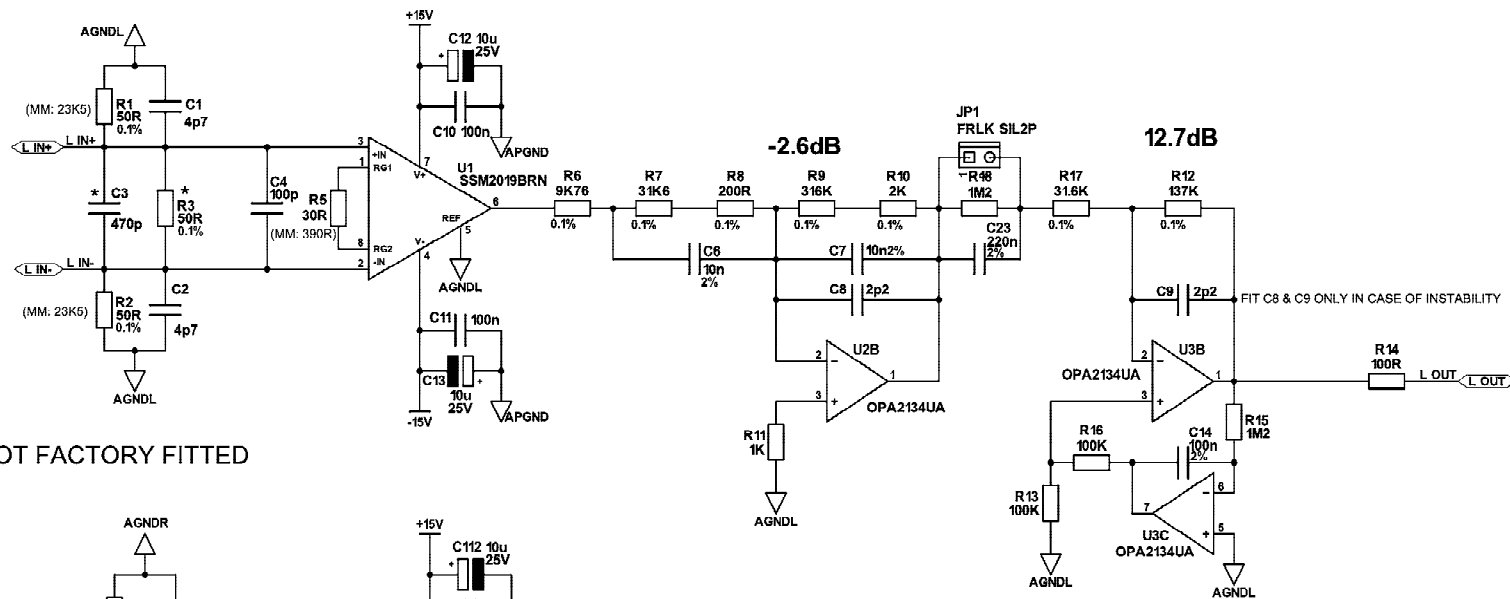 AGNDL
(MM: 23K5)
R1
50R
0.1%
C1
4p7
L IN+
L IN+
*
C3
470p
*
R3
50R
0.1%
C4
100p
R5
30R
(MM: 390R)
L IN-
L IN-
(MM: 23K5)
R2
50R
0.1%
C2
4p7
AGNDL
+15V
C12 10u
25V
+
C10 100n
APGND
3
+IN
1
RG1
7
V+
U1
SSM2019BRN
6
REF
5
8
RG2
2
-IN
V-
4
AGNDL
C11
100n
C13
10u
25V
+
-15V
APGND
R6
9K76
0.1%
R7
31K6
0.1%
R8
200R
0.1%
-2.6dB
R9
316K
0.1%
R10
2K
0.1%
C6
10n
2%
C7
10n2%
C8
2p2
U2B
2
−
3
+
1
OPA2134UA
R11
1K
AGNDL
JP1
FRLK SIL2P
1
1M2
C23
220n
2%
R17
31.6K
0.1%
12.7dB
R12
137K
0.1%
C9
2p2
FIT C8 & C9 ONLY IN CASE OF INSTABILITY
U3B
OPA2134UA
2
−
3
+
1
R14
100R
L OUT
L OUT
R15
1M2
R16
100K
C14
100n
2%
R13
100K
AGNDL
7
−
6
+
5
U3C
OPA2134UA
AGNDL
OT FACTORY FITTED
AGNDR
+15V
C112 10u
25V
+